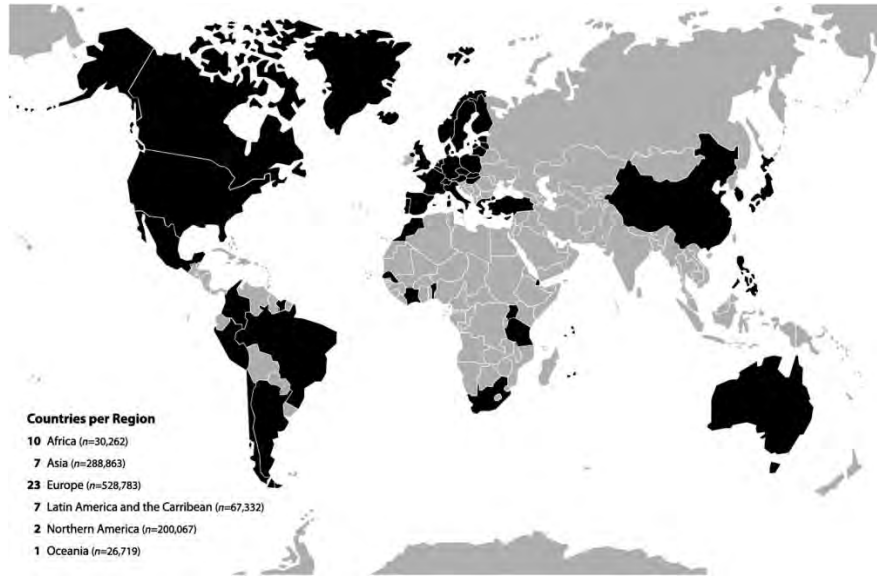 Countries per Region
10 Africa (n=30,262)
7 Asia (n=288,863)
23 Europe (n=528,783)
7 Latin America and the Carribean (n=67,332)
2 Northern America (n=200,067)
1 Oceania (n=26,719)